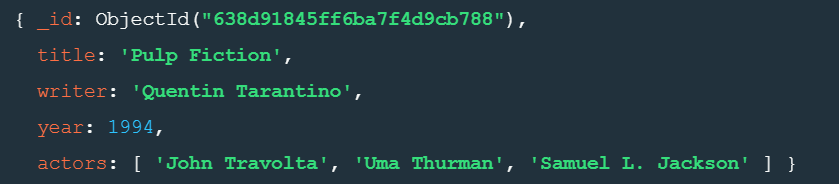 { _id: ObjectId("638d91845ff6ba7f4d9cb788"),
title: 'Pulp Fiction',
writer: 'Quentin Tarantino',
year: 1994,
actors: [ 'John Travolta', 'Uma Thurman', 'Samuel L. Jackson' ] }